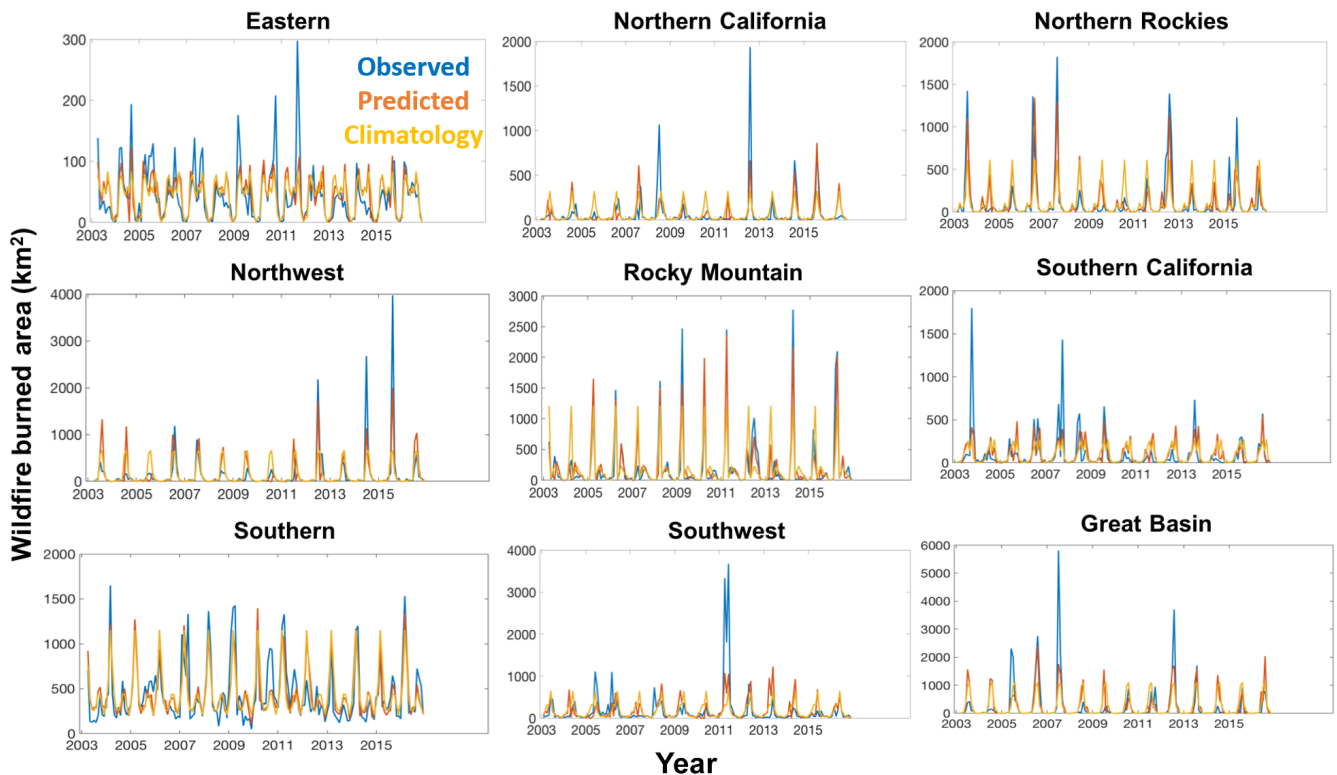 Eastern
Northern California
Northern Rockies
300
200
100
0
2003 2005 2007 2009 2011 2013 2015
Observed
Predicted
Climatology
2000
1500
1000
500
0
2003 2005 2007 2009 2011 2013 2015
2000
1500
1000
500
0
2003 2005 2007 2009 2011 2013 2015
Wildfire burned area (km²)
Northwest
Rocky Mountain
Southern California
4000
3000
2000
1000
0
2003 2005 2007 2009 2011 2013 2015
3000
2500
2000
1500
1000
500
0
2003 2005 2007 2009 2011 2013 2015
2000
1500
1000
500
0
2003 2005 2007 2009 2011 2013 2015
Southern
Southwest
Great Basin
2000
1500
1000
500
0
2003 2005 2007 2009 2011 2013 2015
4000
3000
2000
1000
0
2003 2005 2007 2009 2011 2013 2015
6000
5000
4000
3000
2000
1000
0
2003 2005 2007 2009 2011 2013 2015
Year